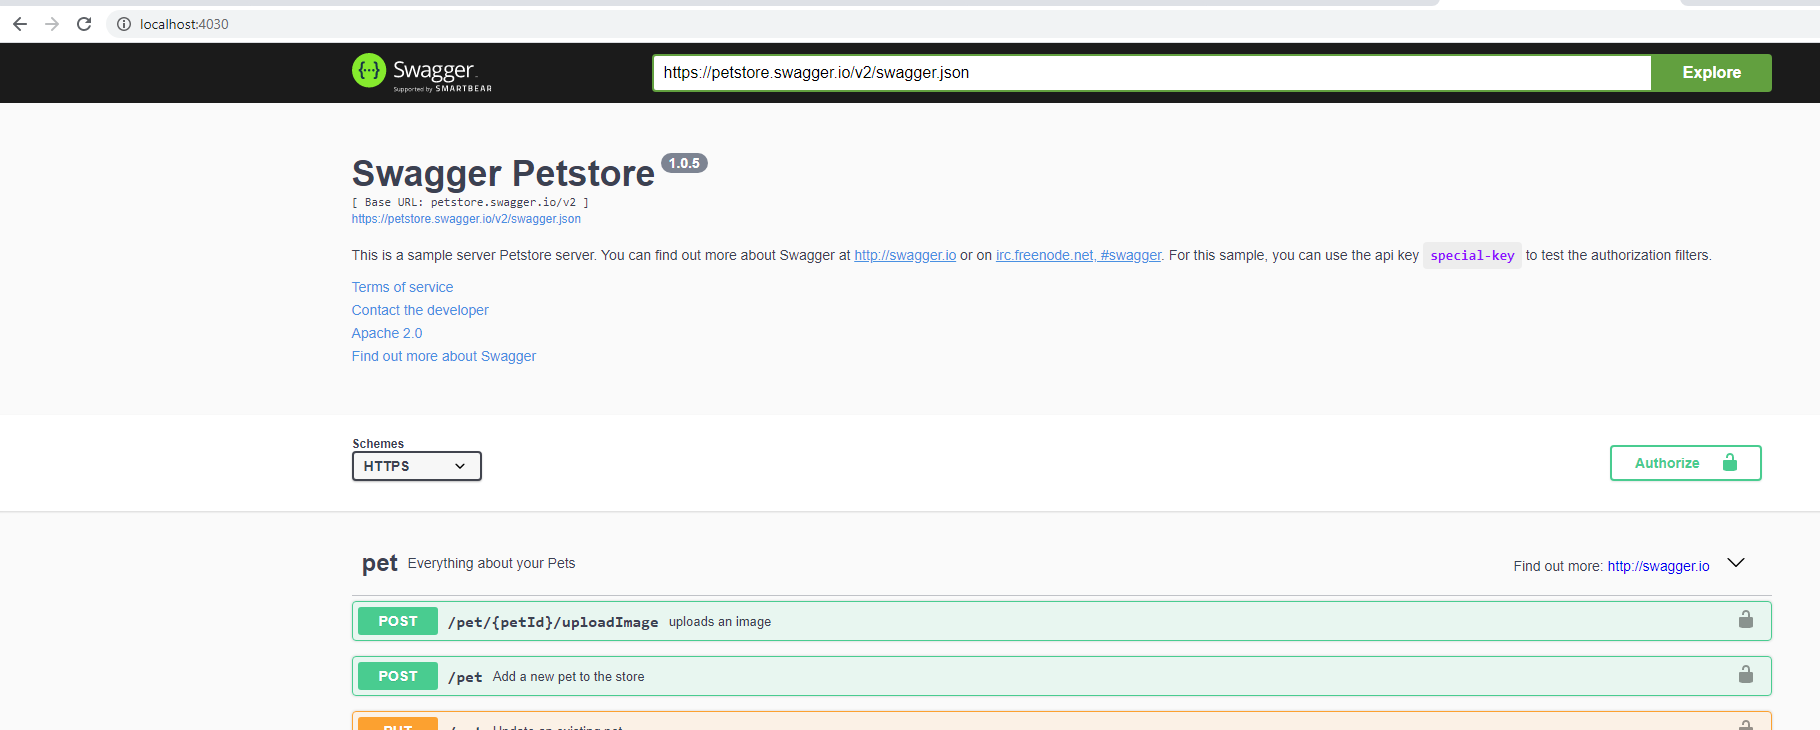 localhost:4030
{···} Swagger
Supported by SMARTBEAR
https://petstore.swagger.io/v2/swagger.json
Explore
Swagger Petstore 1.0.5
[ Base URL: petstore.swagger.io/v2 ]
https://petstore.swagger.io/v2/swagger.json
This is a sample server Petstore server. You can find out more about Swagger at http://swagger.io or on irc.freenode.net, #swagger. For this sample, you can use the api key special-key to test the authorization filters.
Terms of service
Contact the developer
Apache 2.0
Find out more about Swagger
Schemes
HTTPS
Authorize
pet Everything about your Pets
Find out more: http://swagger.io
POST /pet/{petId}/uploadImage uploads an image
POST /pet Add a new pet to the store
PUT /pet Update an existing pet